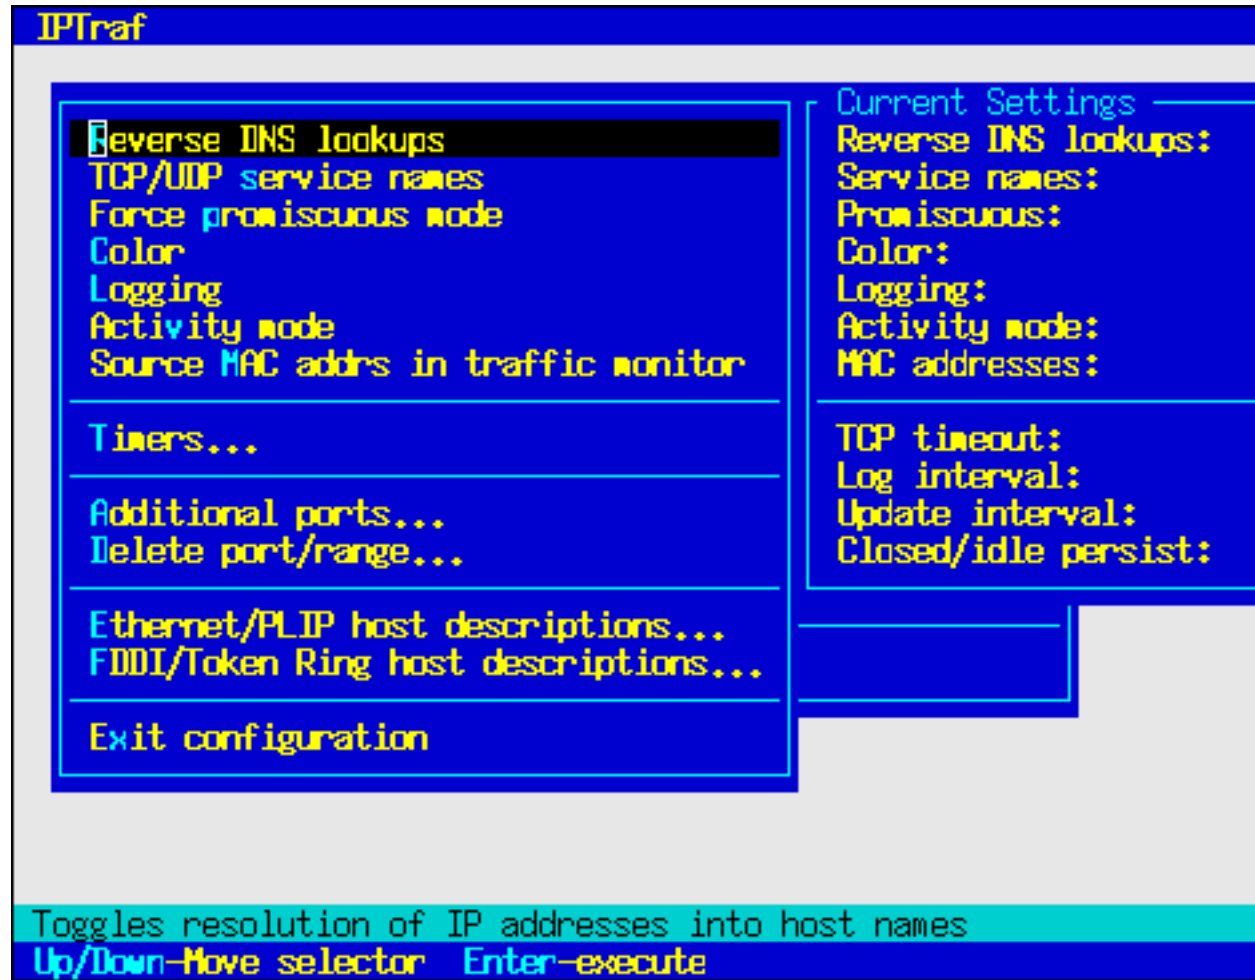 IPTraf
Reverse DNS lookups
TCP/UDP service names
Force promiscuous mode
Color
Logging
Activity mode
Source MAC addrs in traffic monitor
Timers...
Additional ports...
Delete port/range...
Ethernet/PLIP host descriptions...
FDDI/Token Ring host descriptions...
Exit configuration
Current Settings
Reverse DNS lookups:
Service names:
Promiscuous:
Color:
Logging:
Activity mode:
MAC addresses:
TCP timeout:
Log interval:
Update interval:
Closed/idle persist:
Toggles resolution of IP addresses into host names
Up/Down-Move selector  Enter-execute